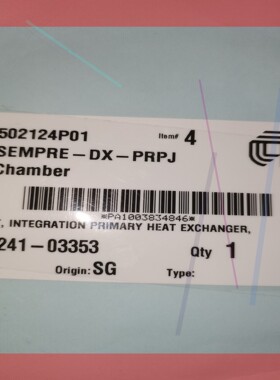 502124P01 Item# 4
SEMPRE-DX-PRPJ
Chamber
*PA1003834846*
, INTEGRATION PRIMARY HEAT EXCHANGER,
241-03353 Qty 1
Origin: SG Type: